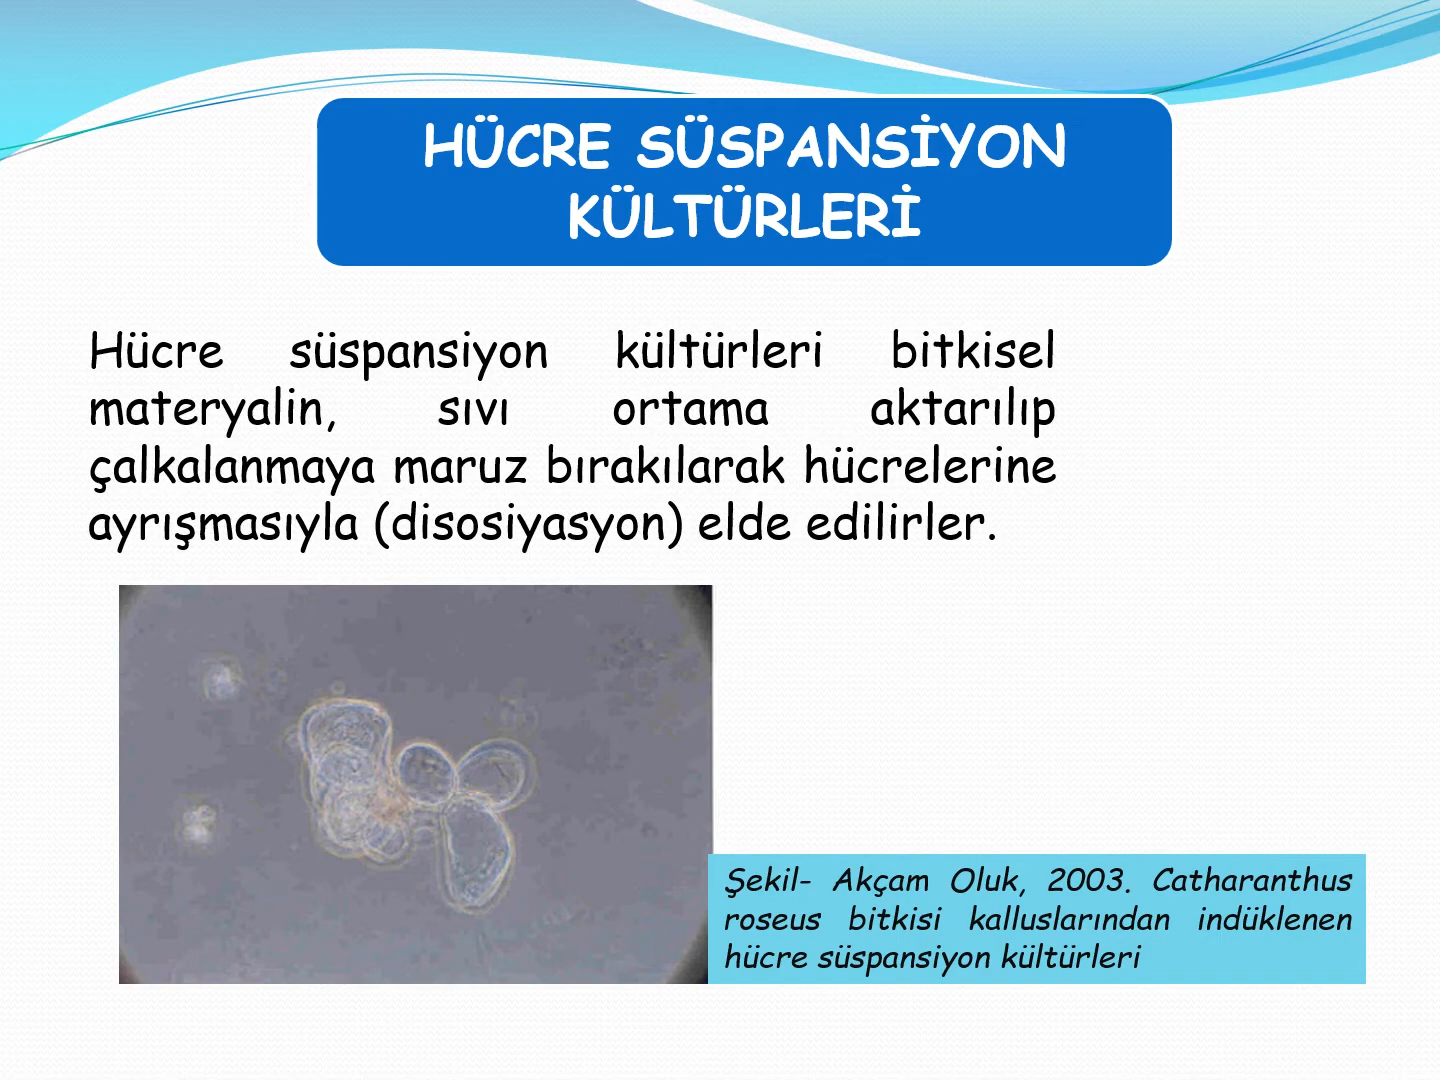 HÜCRE SÜSPANSİYON
KÜLTÜRLERİ
Hücre süspansiyon kültürleri bitkisel
materyalin, sıvı ortama aktarılıp
çalkalanmaya maruz bırakılarak hücrelerine
ayrışmasıyla (disosiyasyon) elde edilirler.
Şekil- Akçam Oluk, 2003. Catharanthus
roseus bitkisi kalluslarından indüklenen
hücre süspansiyon kültürleri